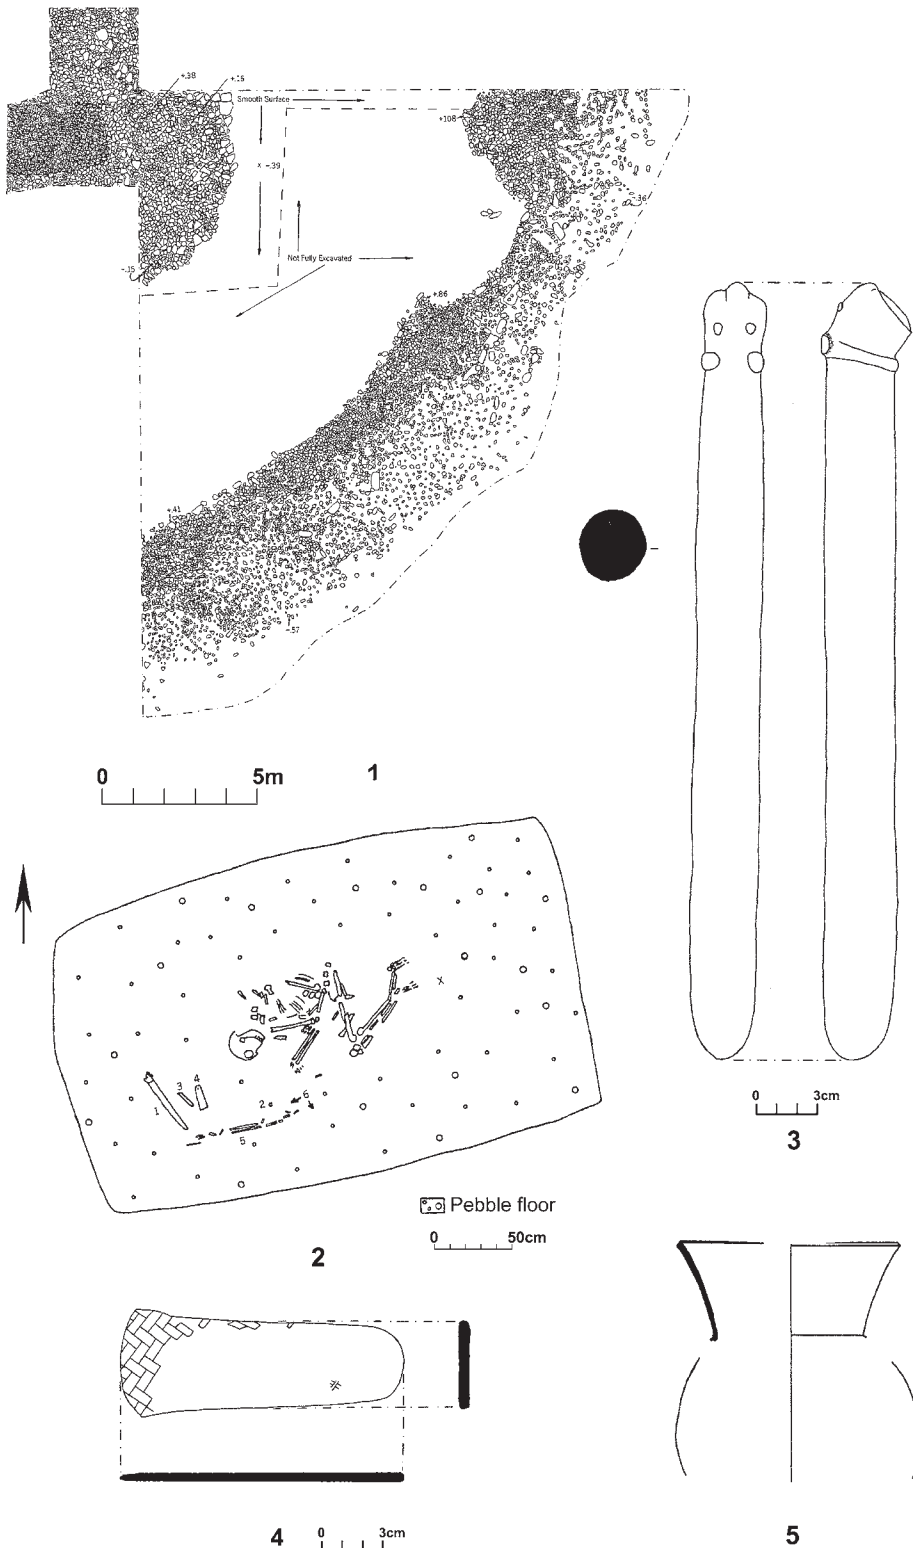 +.38
+.16
Smooth Surface
+108
x -.39
-.36
-.15
Not Fully Excavated
+.86
+.41
-.57
0 5m
1
0 3cm
3
x
3 4
1
2
6
5
Pebble floor
0 50cm
2
4
0 3cm
5